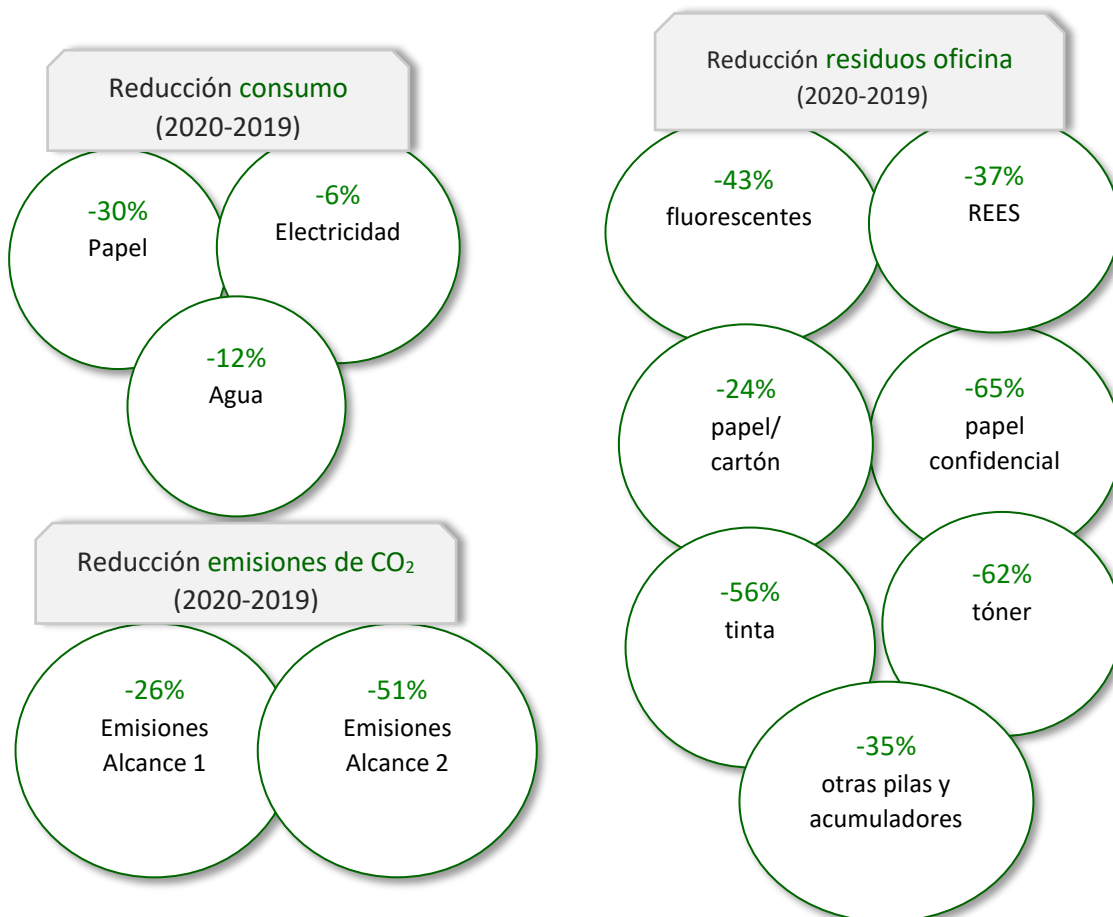 Reducción consumo
(2020-2019)
-30%
Papel
-6%
Electricidad
-12%
Agua
Reducción emisiones de CO₂
(2020-2019)
-26%
Emisiones
Alcance 1
-51%
Emisiones
Alcance 2
Reducción residuos oficina
(2020-2019)
-43%
fluorescentes
-37%
REES
-24%
papel/
cartón
-65%
papel
confidencial
-56%
tinta
-62%
tóner
-35%
otras pilas y
acumuladores